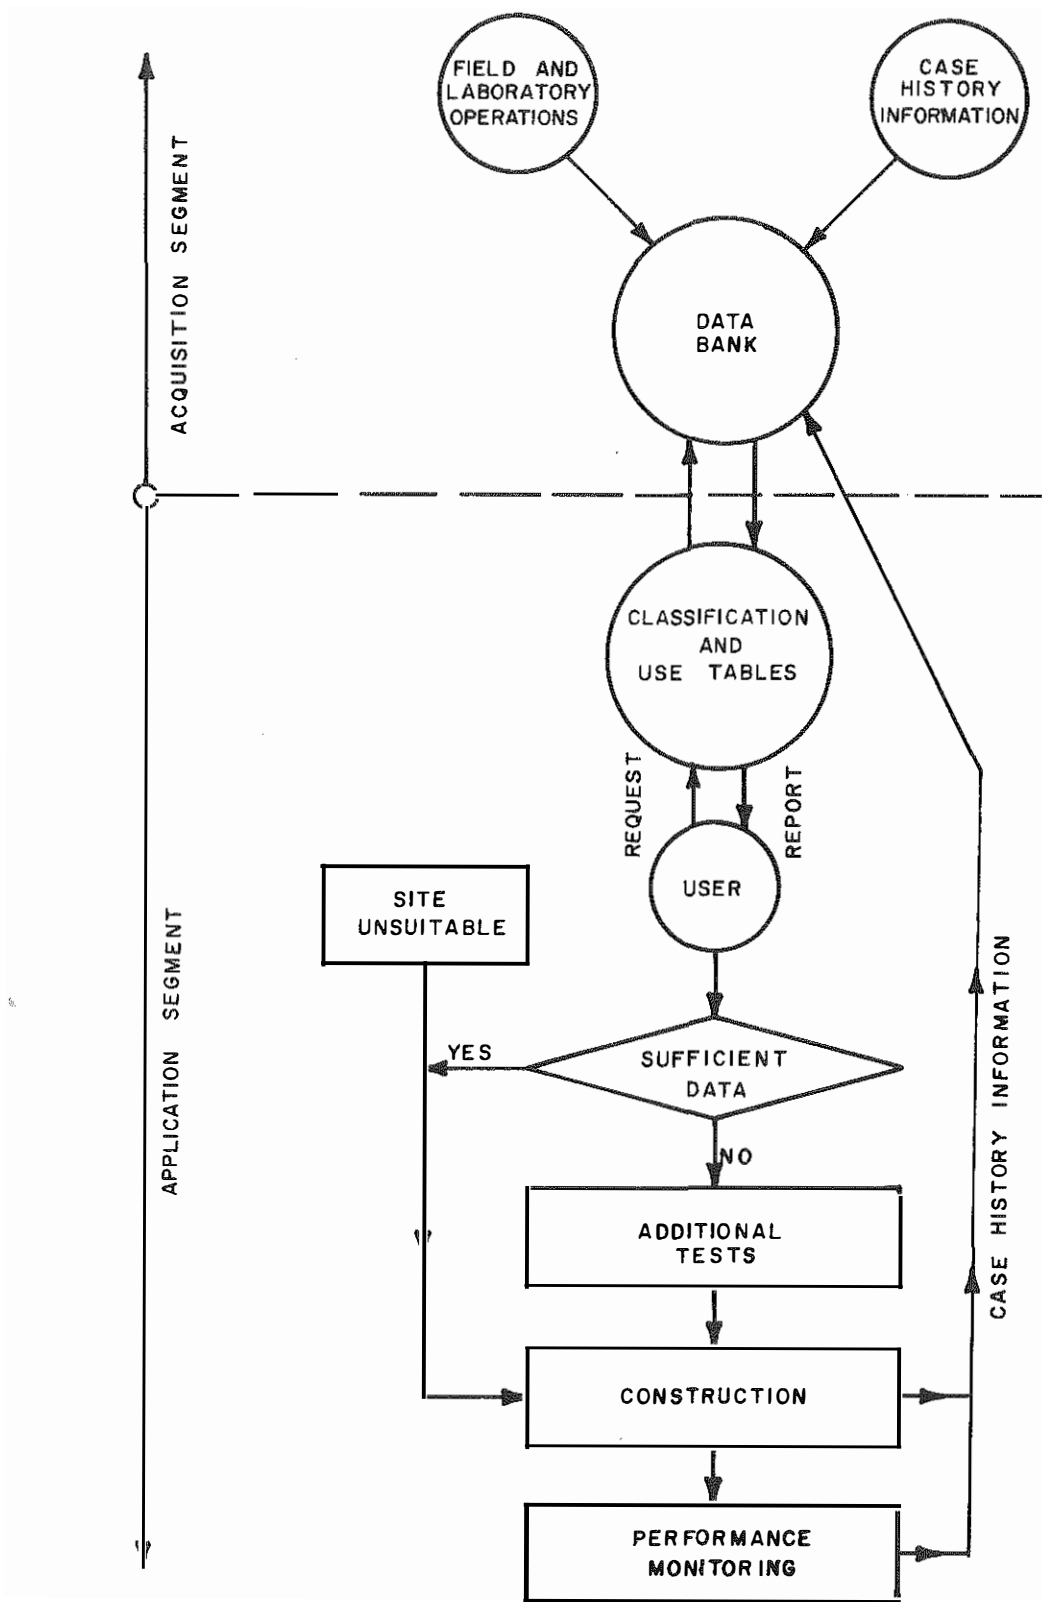 FIELD AND
LABORATORY
OPERATIONS
CASE
HISTORY
INFORMATION
ACQUISITION SEGMENT
DATA
BANK
CLASSIFICATION
AND
USE TABLES
REQUEST
REPORT
USER
SITE
UNSUITABLE
APPLICATION SEGMENT
YES
SUFFICIENT
DATA
NO
CASE HISTORY INFORMATION
ADDITIONAL
TESTS
CONSTRUCTION
PERFORMANCE
MONITORING